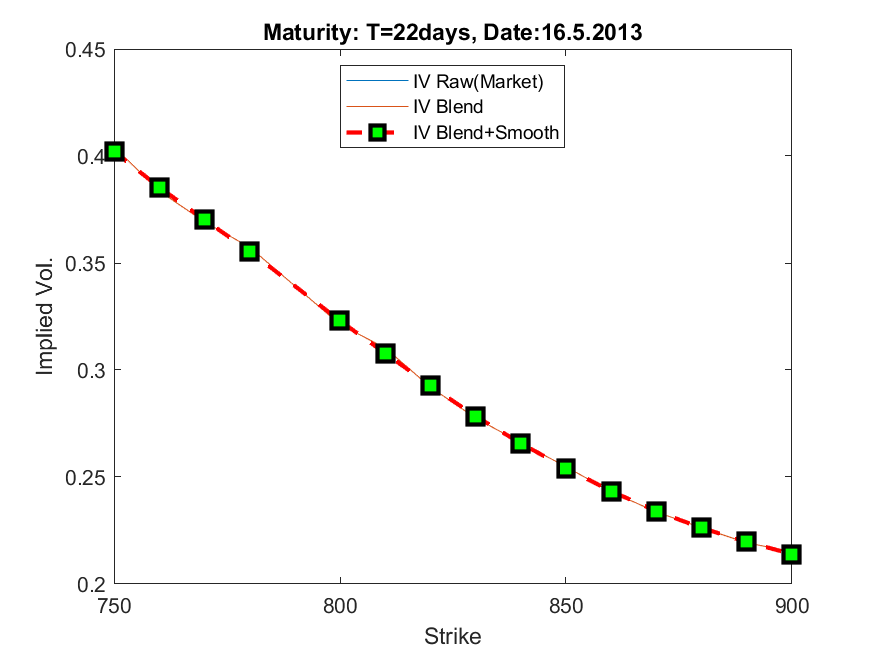 Maturity: T=22days, Date:16.5.2013
IV Raw(Market)
IV Blend
IV Blend+Smooth
0.45
0.4
0.35
0.3
0.25
0.2
Implied Vol.
750
800
850
900
Strike